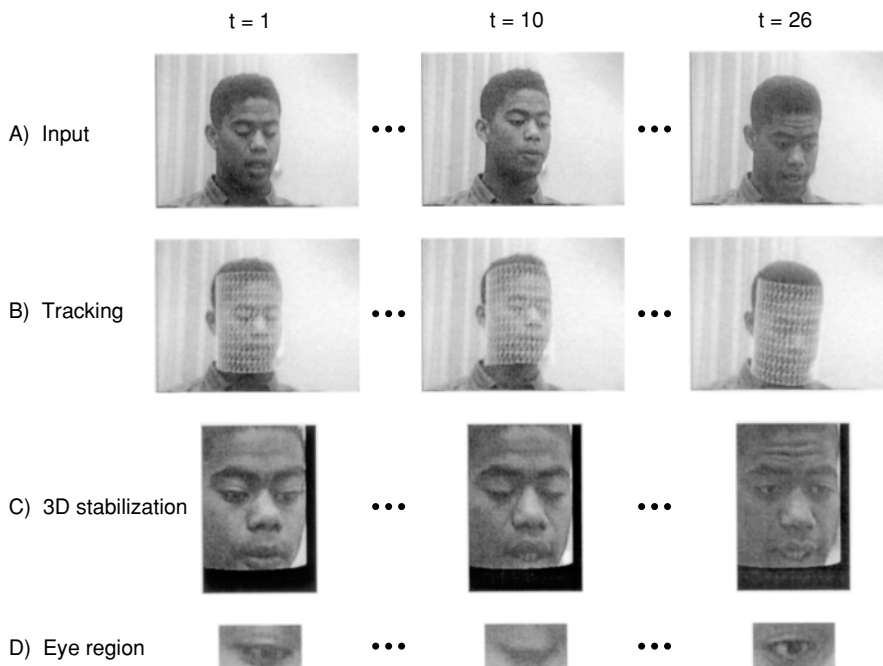 t = 1 t = 10 t = 26
A) Input
B) Tracking
C) 3D stabilization
D) Eye region